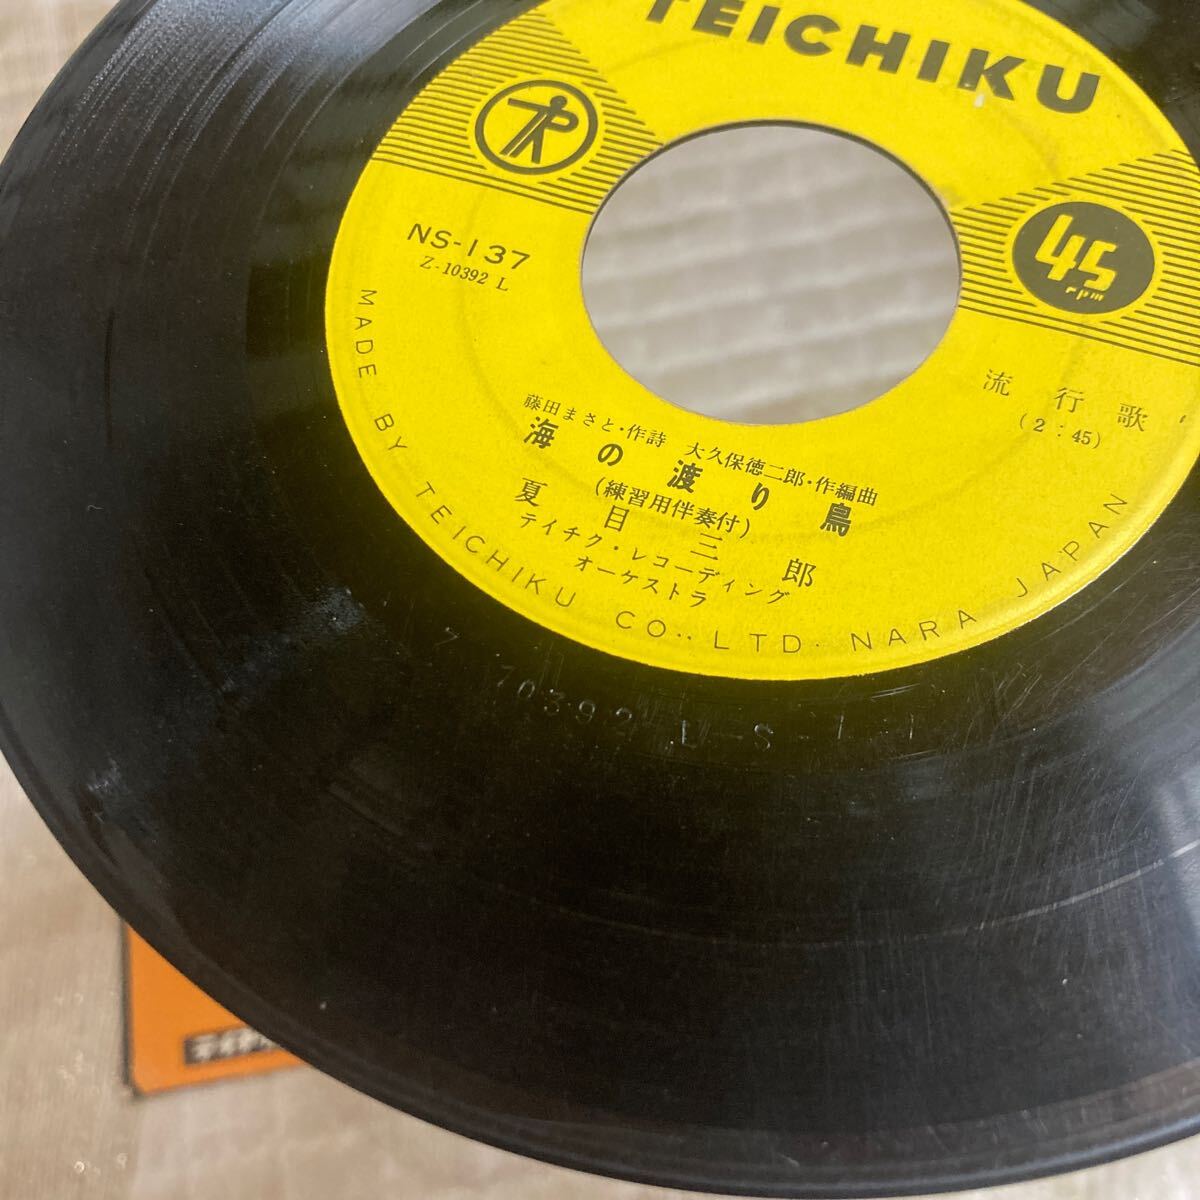 TEICHIKU
NS-137
Z-10392 L
45
rpm
流行歌
(2:45)
藤田まさと・作詩 大久保徳二郎・作編曲
海の渡り鳥
(練習用伴奏付)
夏目三郎
テイチク・レコーディング
オーケストラ
MADE BY TEICHIKU CO., LTD. NARA JAPAN